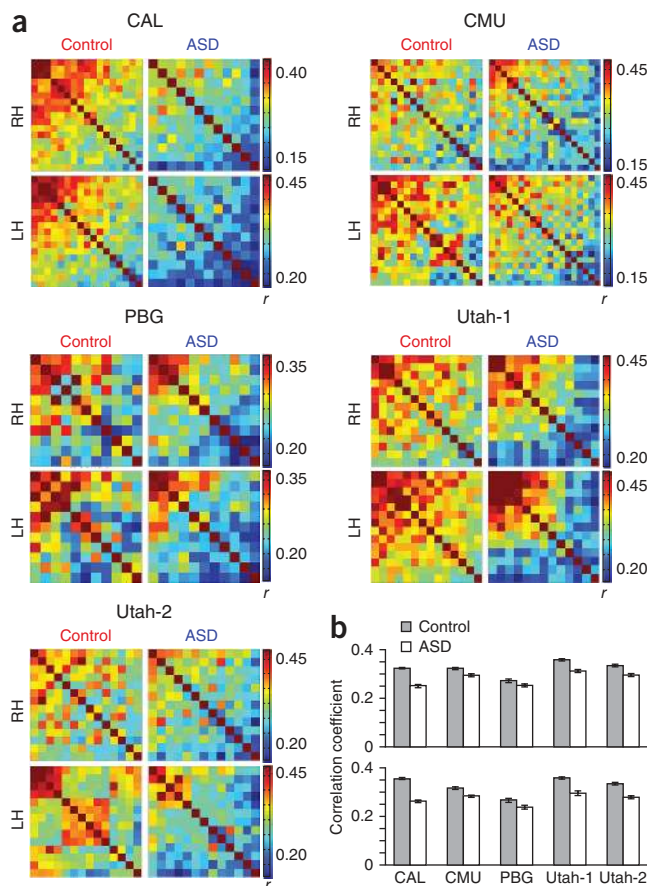 a
CAL
Control ASD
RH
0.40
0.15
LH
0.45
0.20
r
CMU
Control ASD
RH
0.45
0.15
LH
0.45
0.15
r
PBG
Control ASD
RH
0.35
0.20
LH
0.35
0.20
r
Utah-1
Control ASD
RH
0.45
0.20
LH
0.45
0.20
r
Utah-2
Control ASD
RH
0.45
0.20
LH
0.45
0.20
r
b
Control
ASD
Correlation coefficient
0.4
0.2
0
0.4
0.2
0
CAL CMU PBG Utah-1 Utah-2